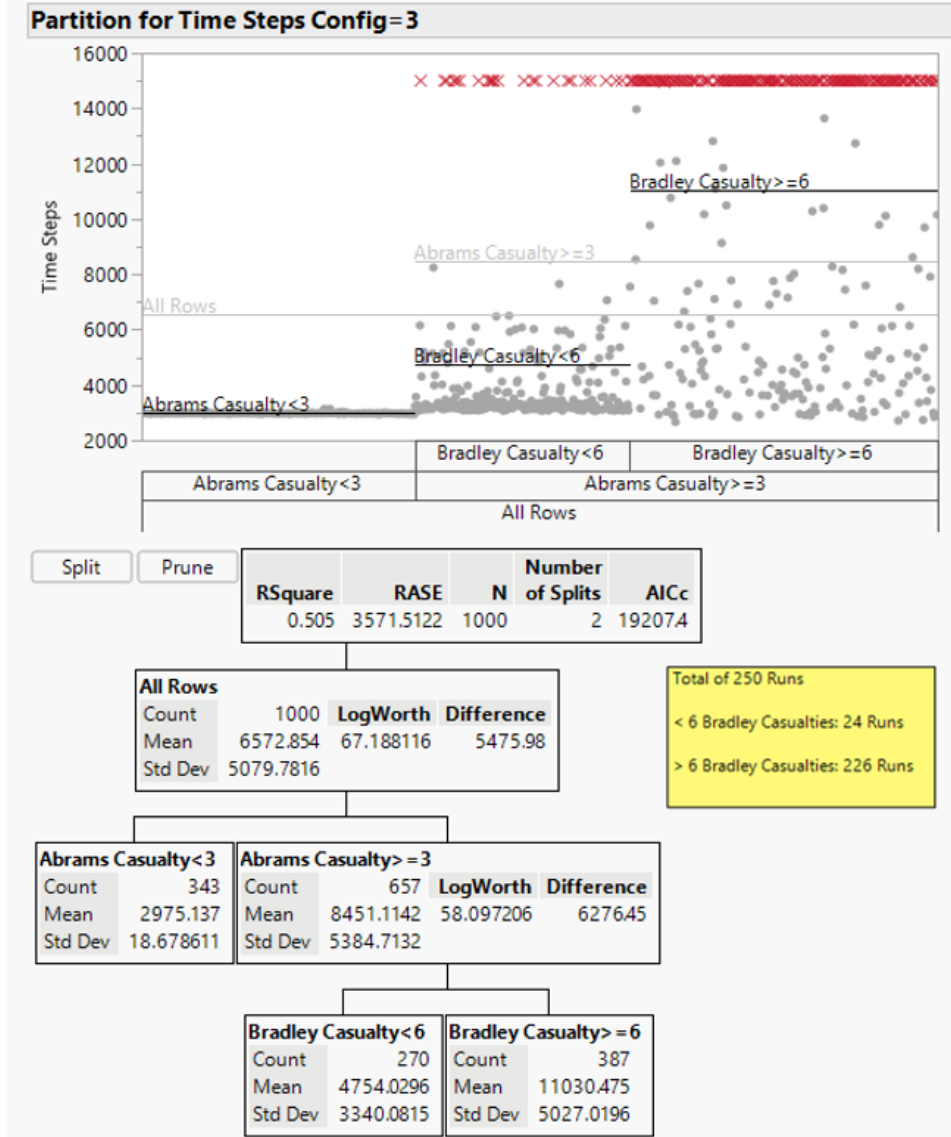 Partition for Time Steps Config=3
16000
14000
12000
10000
8000
6000
4000
2000
Time Steps
Bradley Casualty>=6
Abrams Casualty>=3
All Rows
Bradley Casualty<6
Abrams Casualty<3
Bradley Casualty<6 Bradley Casualty>=6
Abrams Casualty<3 Abrams Casualty>=3
All Rows
Split Prune
Number
RSquare RASE N of Splits AICc
0.505 3571.5122 1000 2 19207.4
All Rows
Count 1000 LogWorth Difference
Mean 6572.854 67.188116 5475.98
Std Dev 5079.7816
Total of 250 Runs
< 6 Bradley Casualties: 24 Runs
> 6 Bradley Casualties: 226 Runs
Abrams Casualty<3 Abrams Casualty>=3
Count 343 Count 657 LogWorth Difference
Mean 2975.137 Mean 8451.1142 58.097206 6276.45
Std Dev 18.678611 Std Dev 5384.7132
Bradley Casualty<6 Bradley Casualty>=6
Count 270 Count 387
Mean 4754.0296 Mean 11030.475
Std Dev 3340.0815 Std Dev 5027.0196